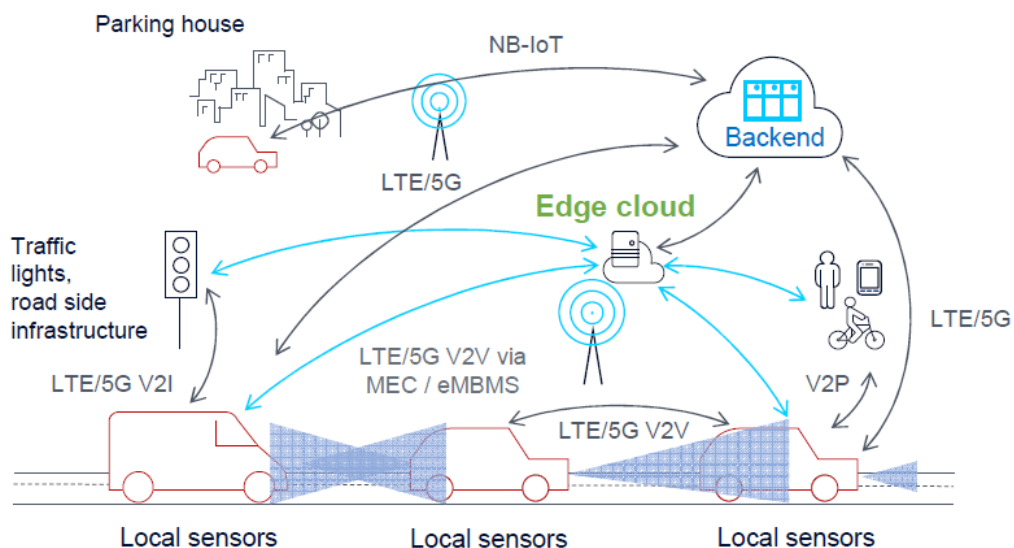 Parking house
NB-IoT
Backend
LTE/5G
Edge cloud
Traffic
lights,
road side
infrastructure
LTE/5G
LTE/5G V2V via
MEC / eMBMS
LTE/5G V2I
V2P
LTE/5G V2V
Local sensors
Local sensors
Local sensors